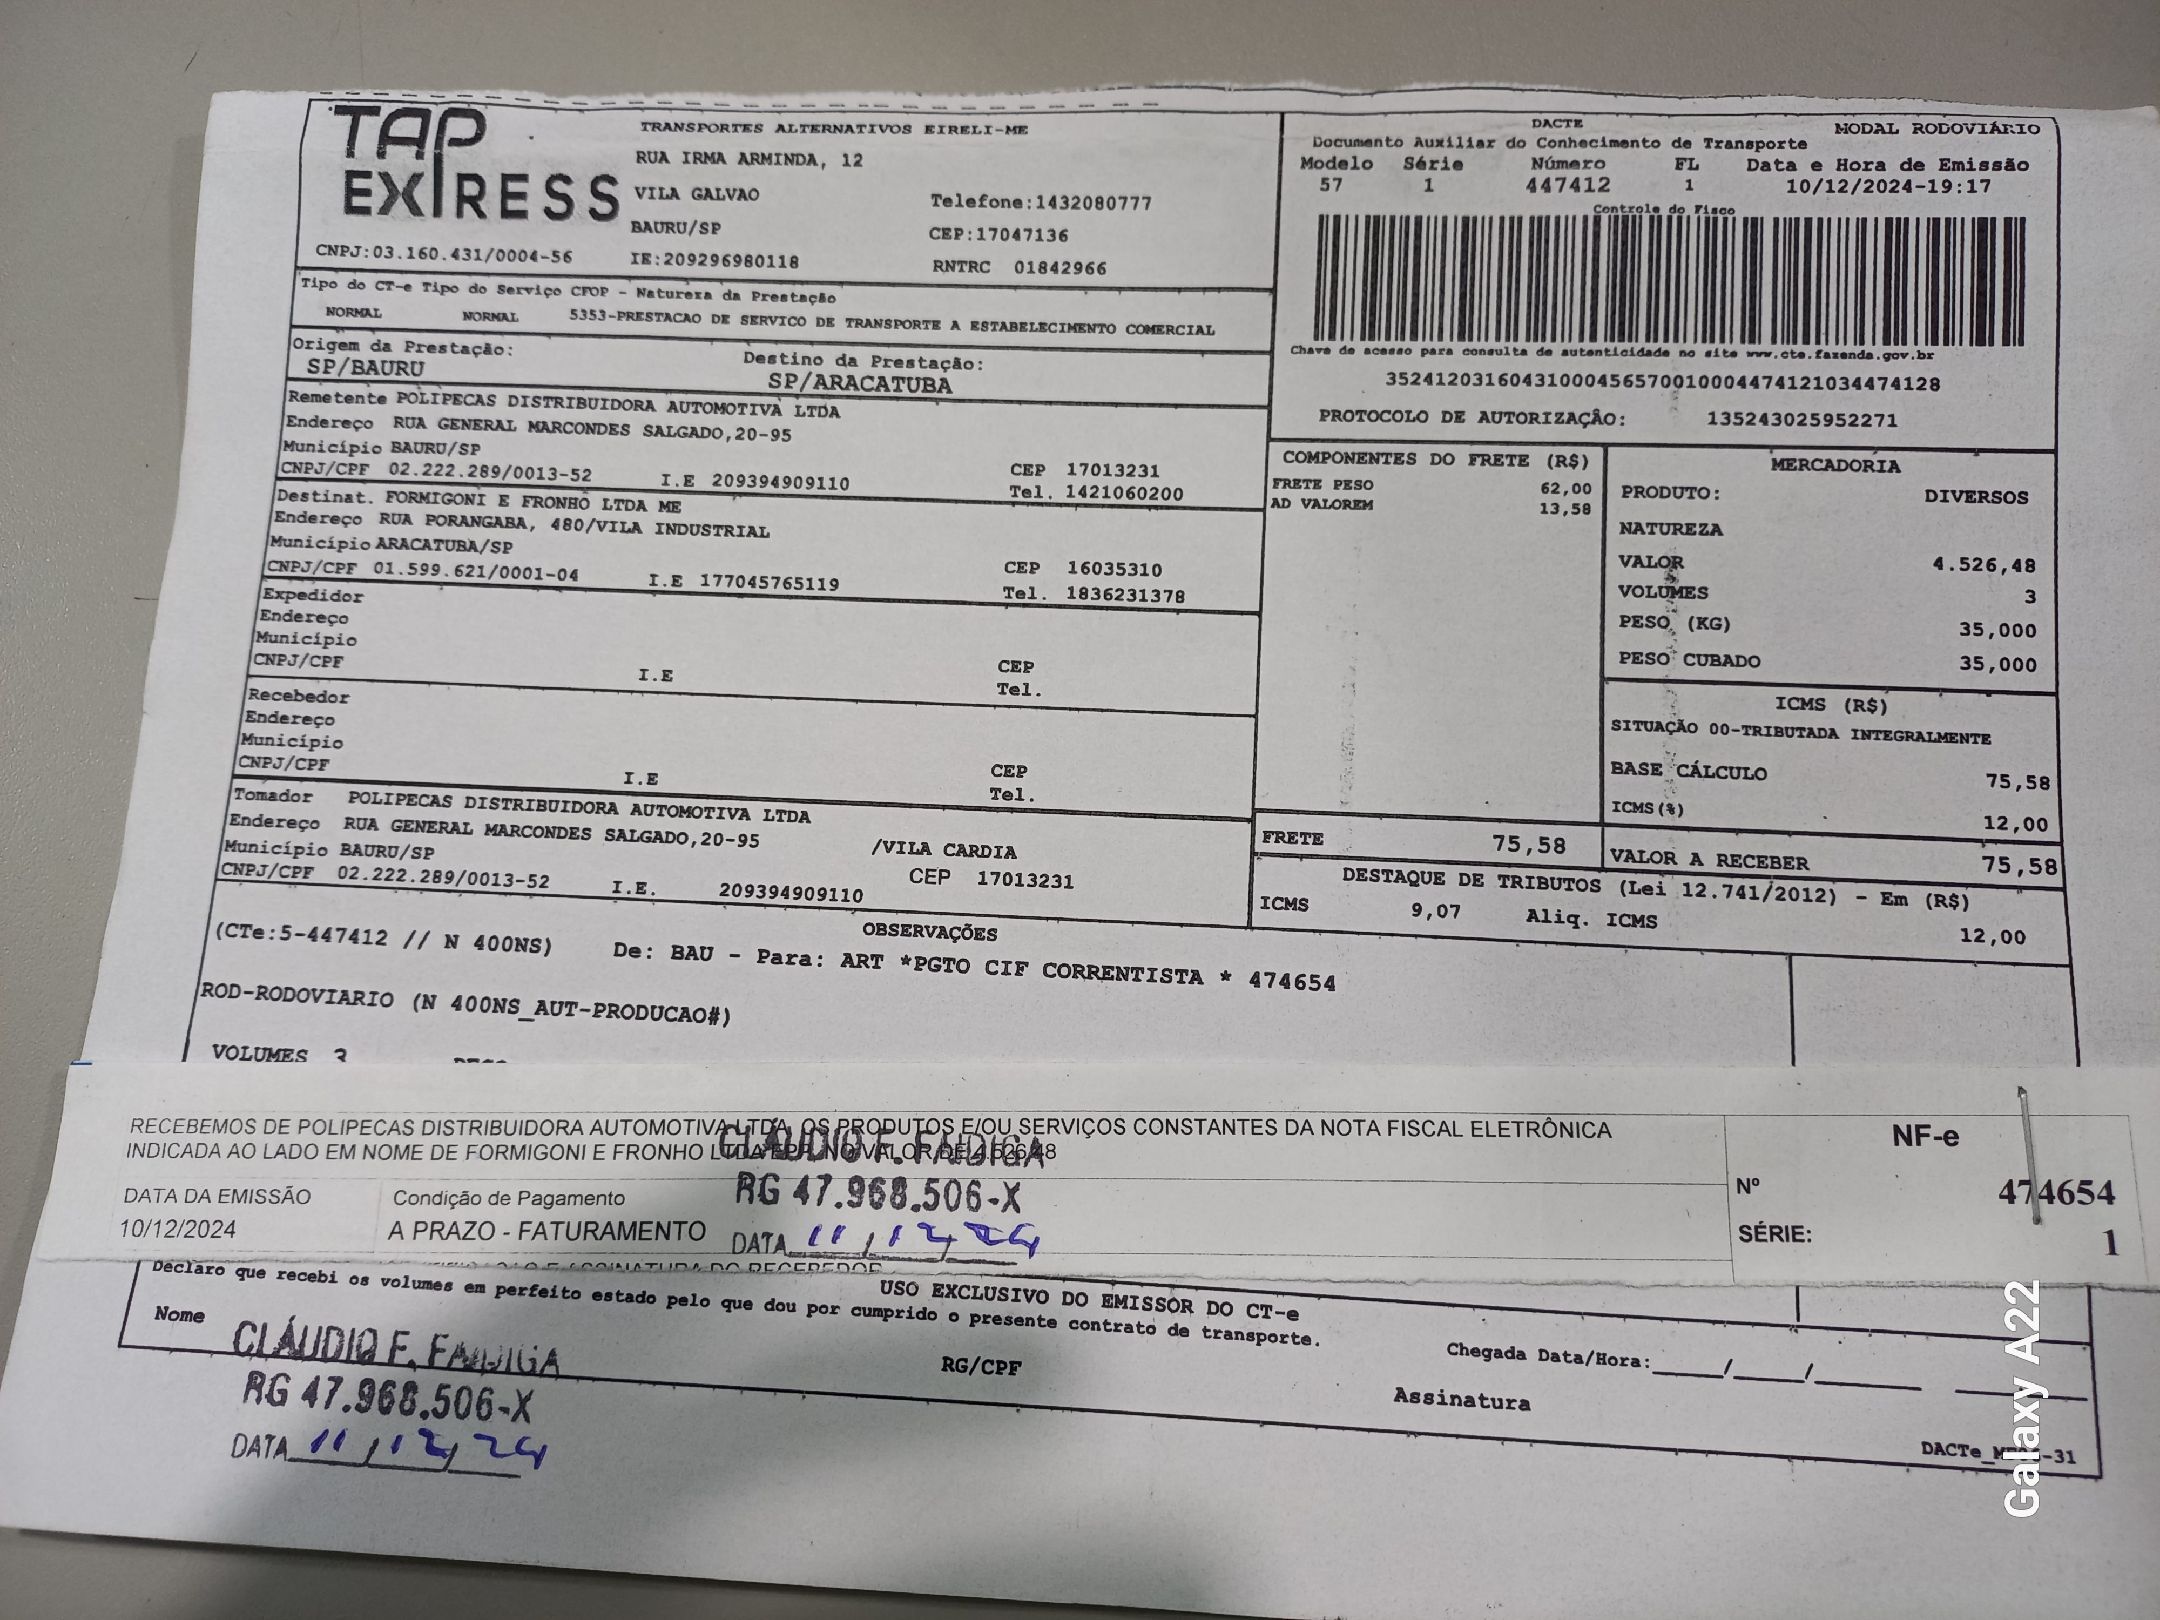 TAP
EXPRESS
TRANSPORTES ALTERNATIVOS EIRELI-ME
RUA IRMA ARMINDA, 12
VILA GALVAO Telefone:1432080777
BAURU/SP CEP:17047136
CNPJ:03.160.431/0004-56 IE:209296980118 RNTRC 01842966
DACTE MODAL RODOVIÁRIO
Documento Auxiliar do Conhecimento de Transporte
Modelo Série Número FL Data e Hora de Emissão
57 1 447412 1 10/12/2024-19:17
Controle do Fisco
Chave de acesso para consulta de autenticidade no site www.cte.fazenda.gov.br
35241203160431000456570010004474121034474128
PROTOCOLO DE AUTORIZAÇÃO: 135243025952271
Tipo do CT-e Tipo do Serviço CFOP - Natureza da Prestação
NORMAL NORMAL 5353-PRESTACAO DE SERVICO DE TRANSPORTE A ESTABELECIMENTO COMERCIAL
Origem da Prestação: Destino da Prestação:
SP/BAURU SP/ARACATUBA
Remetente POLIPECAS DISTRIBUIDORA AUTOMOTIVA LTDA
Endereço RUA GENERAL MARCONDES SALGADO,20-95
Município BAURU/SP CEP 17013231
CNPJ/CPF 02.222.289/0013-52 I.E 209394909110 Tel. 1421060200
Destinat. FORMIGONI E FRONHO LTDA ME
Endereço RUA PORANGABA, 480/VILA INDUSTRIAL
Município ARACATUBA/SP CEP 16035310
CNPJ/CPF 01.599.621/0001-04 I.E 177045765119 Tel. 1836231378
Expedidor
Endereço
Município CEP
CNPJ/CPF I.E Tel.
Recebedor
Endereço
Município CEP
CNPJ/CPF I.E Tel.
Tomador POLIPECAS DISTRIBUIDORA AUTOMOTIVA LTDA
Endereço RUA GENERAL MARCONDES SALGADO,20-95 /VILA CARDIA
Município BAURU/SP CEP 17013231
CNPJ/CPF 02.222.289/0013-52 I.E. 209394909110
COMPONENTES DO FRETE (R$)
FRETE PESO 62,00
AD VALOREM 13,58
MERCADORIA
PRODUTO: DIVERSOS
NATUREZA
VALOR 4.526,48
VOLUMES 3
PESO (KG) 35,000
PESO CUBADO 35,000
ICMS (R$)
SITUAÇÃO 00-TRIBUTADA INTEGRALMENTE
BASE CÁLCULO 75,58
ICMS(%) 12,00
FRETE 75,58 VALOR A RECEBER 75,58
DESTAQUE DE TRIBUTOS (Lei 12.741/2012) - Em (R$)
ICMS 9,07 Aliq. ICMS 12,00
OBSERVAÇÕES
(CTe:5-447412 // N 400NS) De: BAU - Para: ART *PGTO CIF CORRENTISTA * 474654
ROD-RODOVIARIO (N 400NS_AUT-PRODUCAO#)
VOLUMES 3
RECEBEMOS DE POLIPECAS DISTRIBUIDORA AUTOMOTIVA LTDA OS PRODUTOS E/OU SERVIÇOS CONSTANTES DA NOTA FISCAL ELETRÔNICA
INDICADA AO LADO EM NOME DE FORMIGONI E FRONHO LTDA EPP. NO VALOR DE 4.526,48
DATA DA EMISSÃO Condição de Pagamento
10/12/2024 A PRAZO - FATURAMENTO
CLÁUDIO F. FADIGA
RG 47.968.506-X
DATA 11/12/24
NF-e
Nº 474654
SÉRIE: 1
USO EXCLUSIVO DO EMISSOR DO CT-e
Declaro que recebi os volumes em perfeito estado pelo que dou por cumprido o presente contrato de transporte.
Nome RG/CPF Chegada Data/Hora:____/____/____
Assinatura
CLÁUDIO F. FADIGA
RG 47.968.506-X
DATA 11/12/24
Galaxy A22